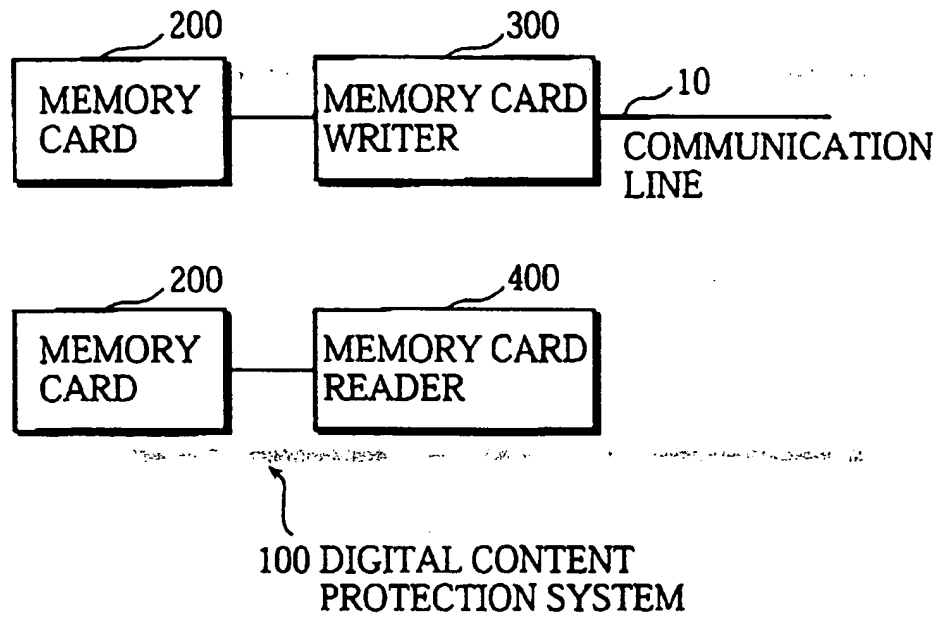 200
300
10
MEMORY
CARD
MEMORY CARD
WRITER
COMMUNICATION
LINE
200
400
MEMORY
CARD
MEMORY CARD
READER
100 DIGITAL CONTENT
PROTECTION SYSTEM